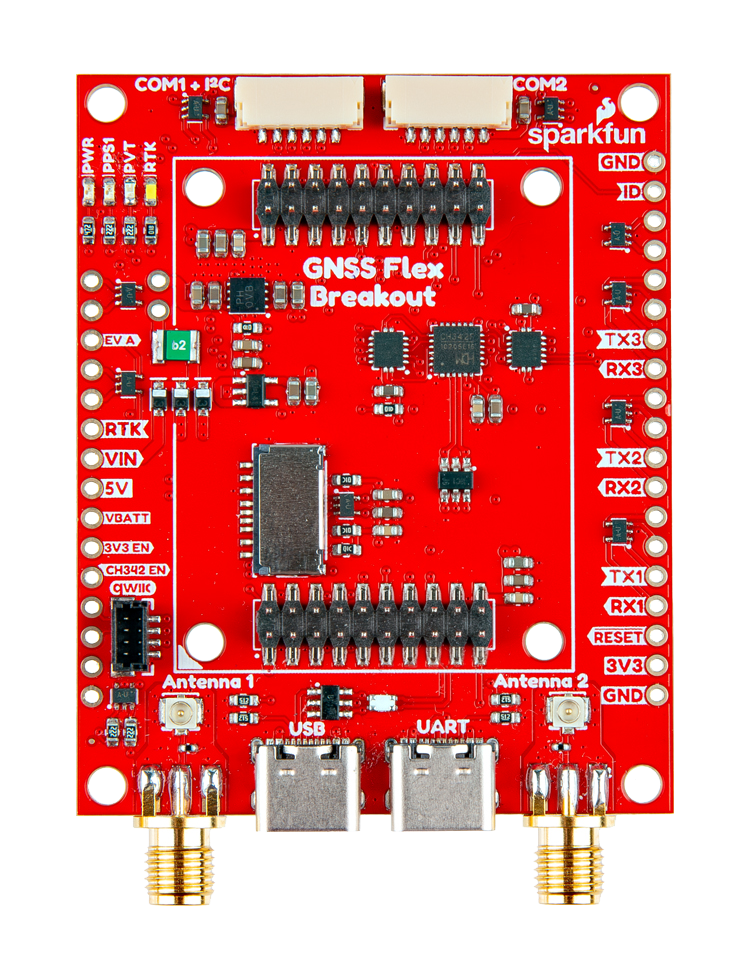 COM1 + I²C
COM2
sparkfun
PWR
PPS1
PVT
RTK
GND
ID
GNSS Flex
Breakout
EV A
b2
TX3
RX3
RTK
VIN
5V
VBATT
3V3 EN
CH342 EN
qwiic
TX2
RX2
TX1
RX1
RESET
3V3
GND
Antenna 1
Antenna 2
USB
UART